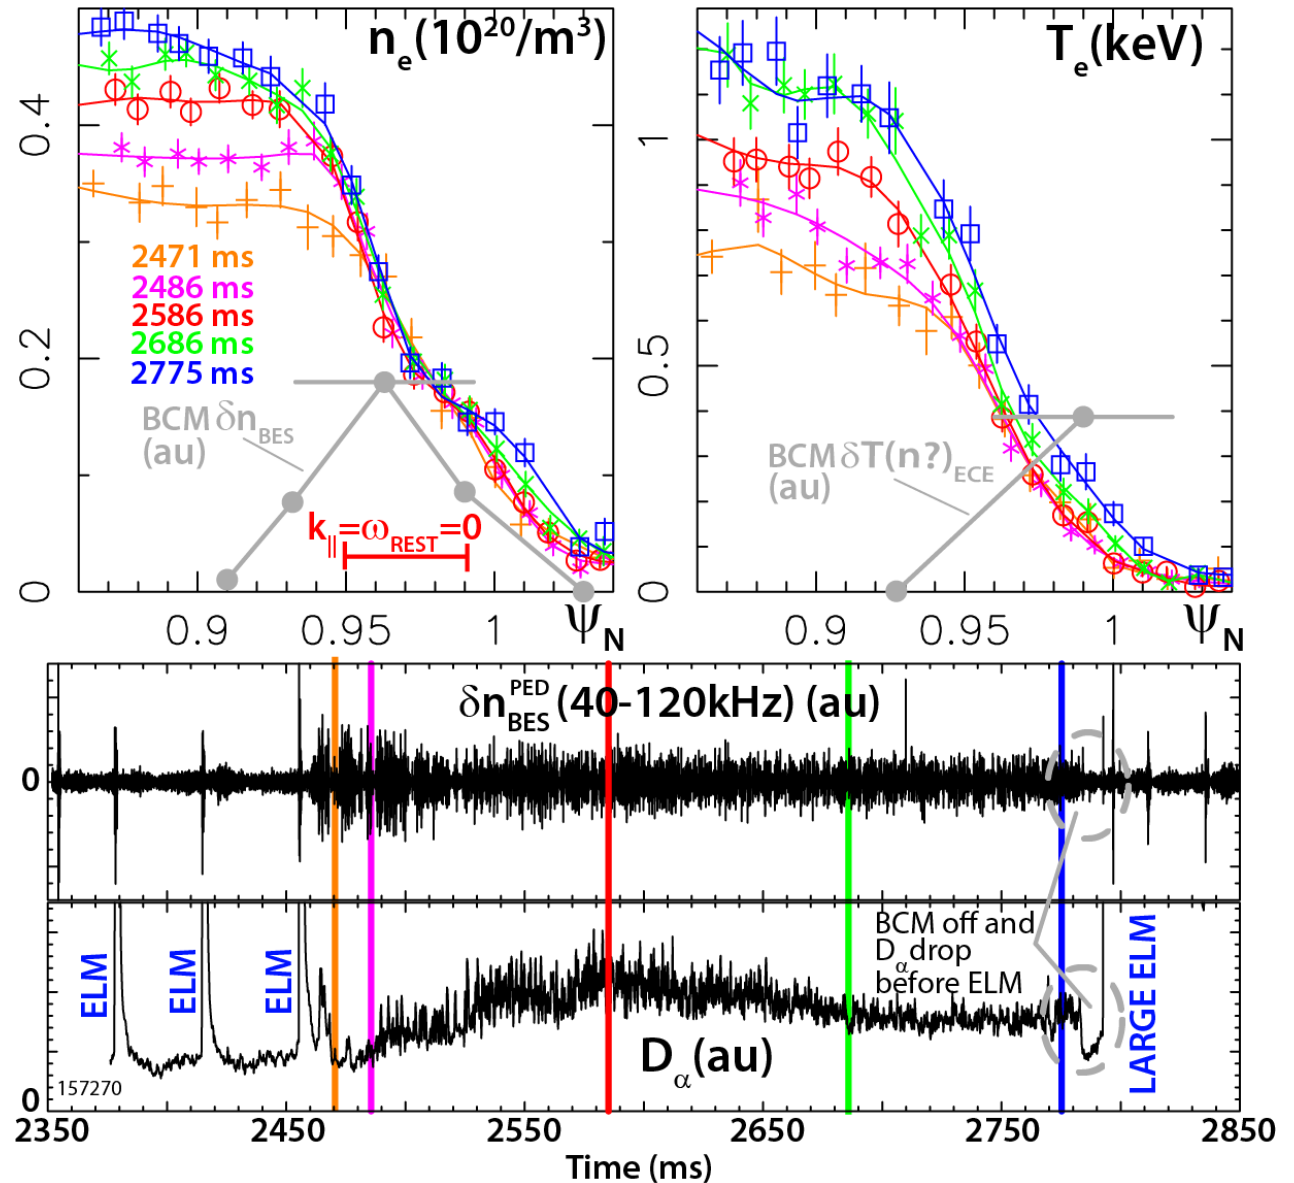 nₑ(10²⁰/m³)
0.4
0.2
0
2471 ms
2486 ms
2586 ms
2686 ms
2775 ms
BCM δn_BES
(au)
k_||=ω_REST=0
0.9
0.95
1
Ψ_N
Tₑ(keV)
1
0.5
0
BCM δT(n?)_ECE
(au)
0.9
0.95
1
Ψ_N
δn_BES^PED (40-120kHz) (au)
0
ELM
ELM
ELM
BCM off and
D_α drop
before ELM
LARGE ELM
D_α(au)
157270
0
2350
2450
2550
2650
2750
2850
Time (ms)